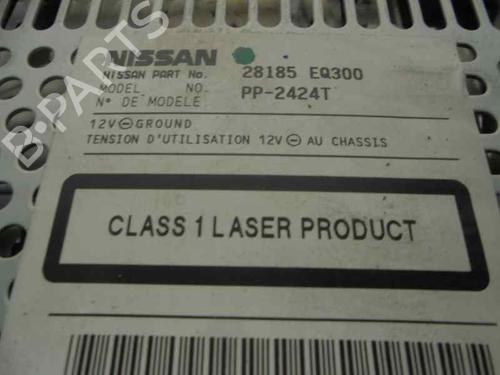 NISSAN
NISSAN PART No. 28185 EQ300
MODEL NO. PP-2424T
N° DE MODELE
12V⊖GROUND
TENSION D'UTILISATION 12V⊖ AU CHASSIS
CLASS 1 LASER PRODUCT